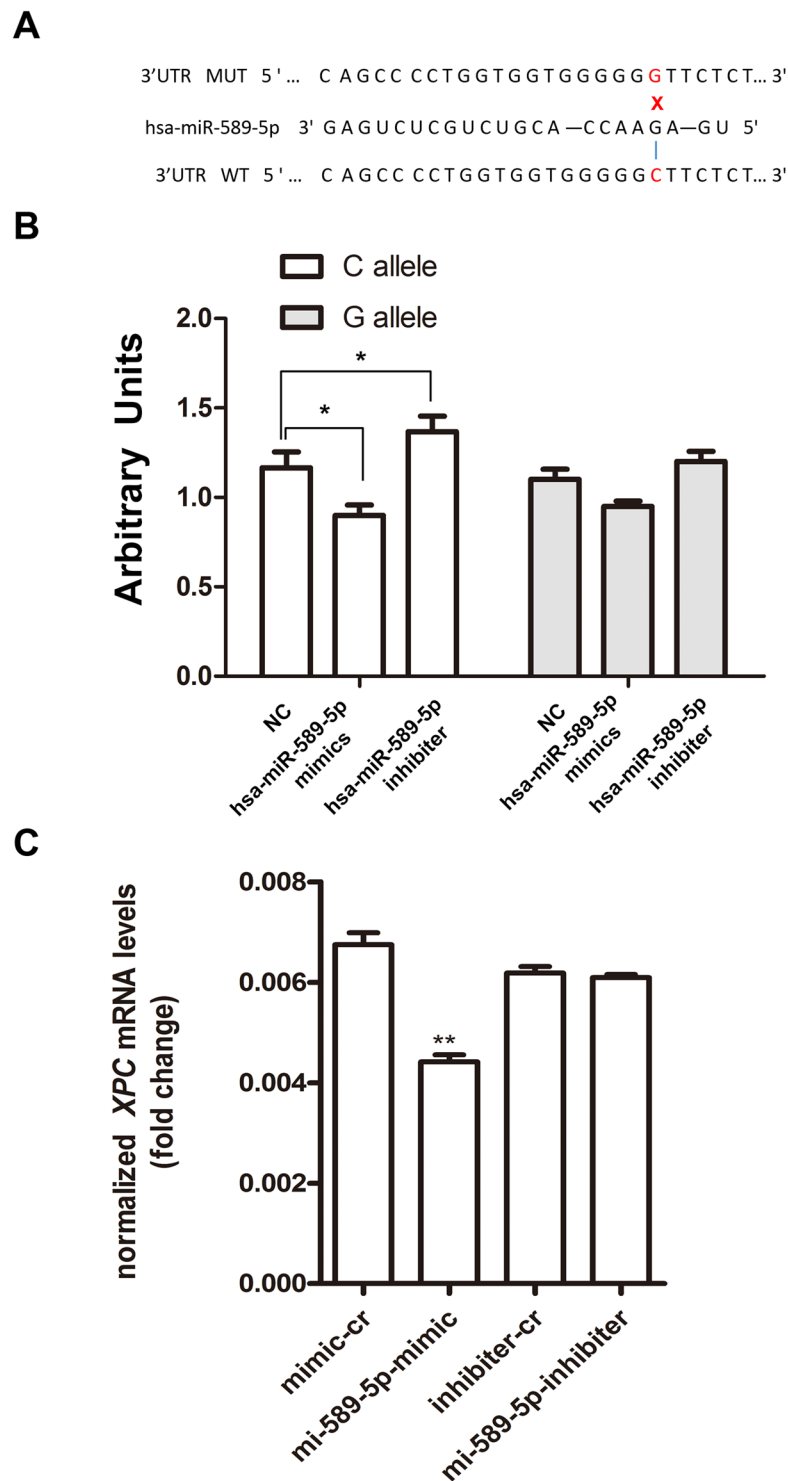 A
3'UTR MUT 5'... CAGCCCCTGGTGGTGGGGGGTTCTCT... 3'
X
hsa-miR-589-5p 3' GAGUCUCGUCUGCA—CCAAGA—GU 5'
3'UTR WT 5'... CAGCCCCTGGTGGTGGGGGCTTCTCT... 3'
B
C allele
G allele
Arbitrary Units
2.0
1.5
1.0
0.5
0.0
*
*
NC
hsa-miR-589-5p
mimics
hsa-miR-589-5p
inhibiter
NC
hsa-miR-589-5p
mimics
hsa-miR-589-5p
inhibiter
C
normalized XPC mRNA levels
(fold change)
0.008
0.006
0.004
0.002
0.000
**
mimic-cr
mi-589-5p-mimic
inhibiter-cr
mi-589-5p-inhibiter